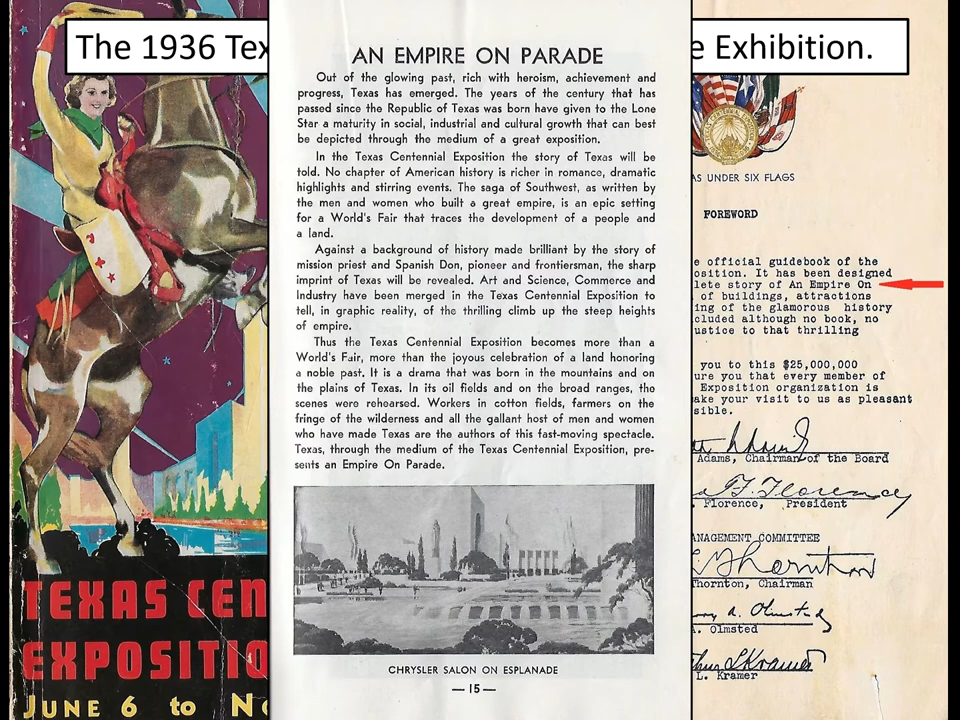 The 1936 Tex
e Exhibition.
TEXAS CEN
EXPOSITIO
JUNE 6 to No
AN EMPIRE ON PARADE
Out of the glowing past, rich with heroism, achievement and
progress, Texas has emerged. The years of the century that has
passed since the Republic of Texas was born have given to the Lone
Star a maturity in social, industrial and cultural growth that can best
be depicted through the medium of a great exposition.
In the Texas Centennial Exposition the story of Texas will be
told. No chapter of American history is richer in romance, dramatic
highlights and stirring events. The saga of Southwest, as written by
the men and women who built a great empire, is an epic setting
for a World's Fair that traces the development of a people and
a land.
Against a background of history made brilliant by the story of
mission priest and Spanish Don, pioneer and frontiersman, the sharp
imprint of Texas will be revealed. Art and Science, Commerce and
Industry have been merged in the Texas Centennial Exposition to
tell, in graphic reality, of the thrilling climb up the steep heights
of empire.
Thus the Texas Centennial Exposition becomes more than a
World's Fair, more than the joyous celebration of a land honoring
a noble past. It is a drama that was born in the mountains and on
the plains of Texas. In its oil fields and on the broad ranges, the
scenes were rehearsed. Workers in cotton fields, farmers on the
fringe of the wilderness and all the gallant host of men and women
who have made Texas are the authors of this fast-moving spectacle.
Texas, through the medium of the Texas Centennial Exposition, pre-
sents an Empire On Parade.
CHRYSLER SALON ON ESPLANADE
— 15 —
AS UNDER SIX FLAGS
FOREWORD
e official guidebook of the
osition. It has been designed
lete story of An Empire On
of buildings, attractions
ing of the glamorous history
cluded although no book, no
ustice to that thrilling
you to this $25,000,000
ure you that every member of
Exposition organization is
ake your visit to us as pleasant
sible.
Adams, Chairman of the Board
. Florence, President
ANAGEMENT COMMITTEE
Thornton, Chairman
. Olmsted
L. Kramer